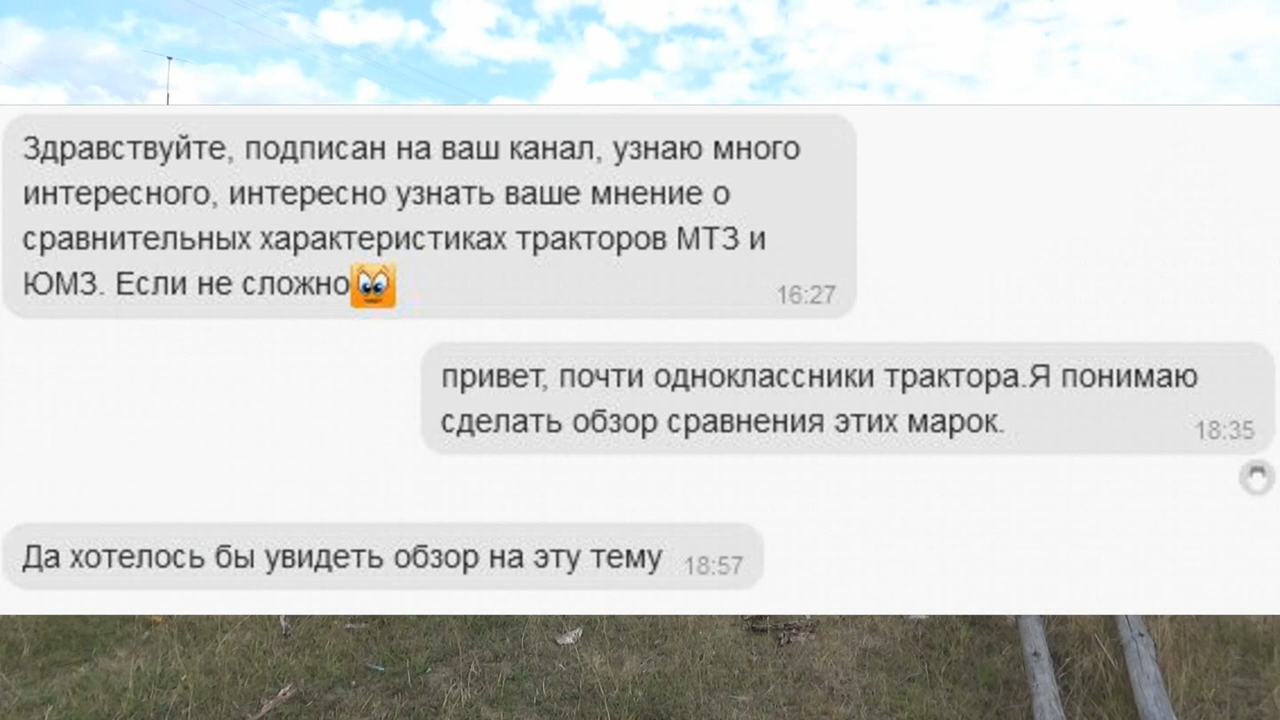 Здравствуйте, подписан на ваш канал, узнаю много
интересного, интересно узнать ваше мнение о
сравнительных характеристиках тракторов МТЗ и
ЮМЗ. Если не сложно
16:27
привет, почти одноклассники трактора.Я понимаю
сделать обзор сравнения этих марок.
18:35
Да хотелось бы увидеть обзор на эту тему
18:57